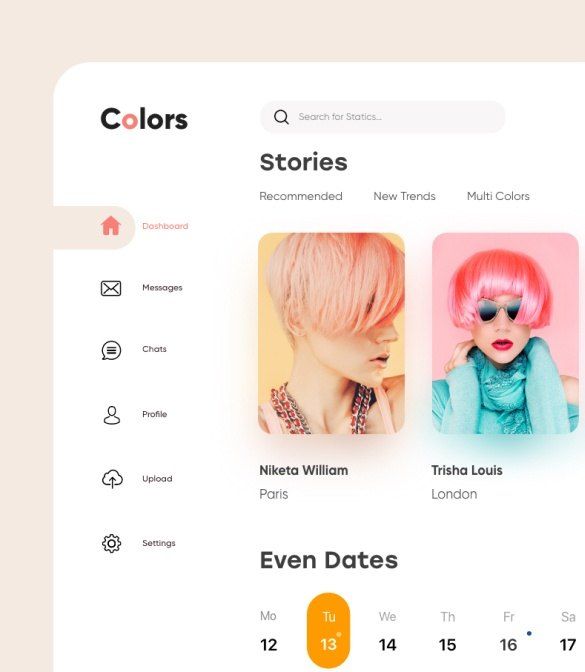 Colors
Search for Statics...
Stories
Recommended New Trends Multi Colors
Dashboard
Messages
Chats
Profile
Upload
Settings
Niketa William
Paris
Trisha Louis
London
Even Dates
Mo Tu We Th Fr Sa
12 13 14 15 16 17